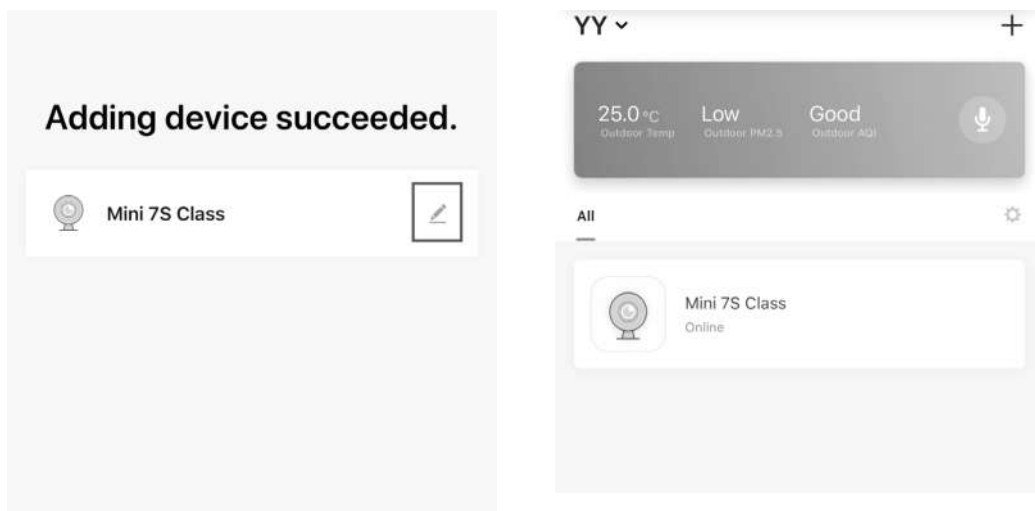 Adding device succeeded.
Mini 7S Class
YY
25.0 °C
Outdoor Temp
Low
Outdoor PM2.5
Good
Outdoor AQI
All
Mini 7S Class
Online